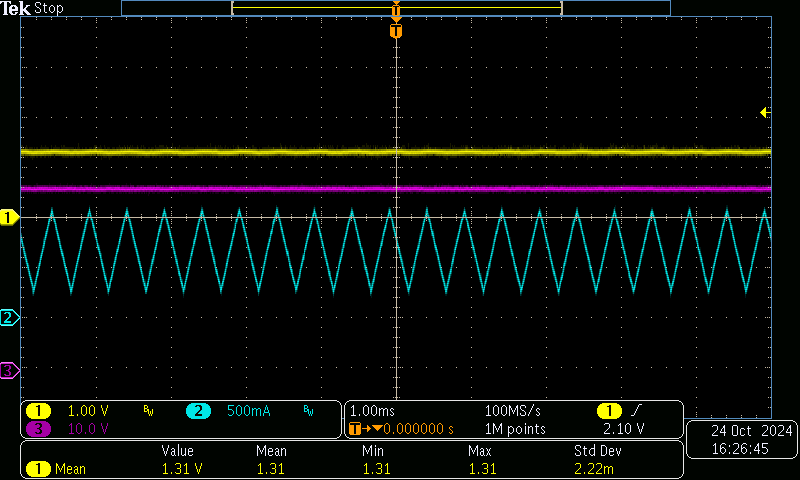 Tek Stop
T
T
1
2
3
1 1.00 V BW 2 500mA BW
3 10.0 V
1.00ms 100MS/s 1
T 0.000000 s 1M points 2.10 V
24 Oct 2024
16:26:45
Value Mean Min Max Std Dev
1 Mean 1.31 V 1.31 1.31 1.31 2.22m